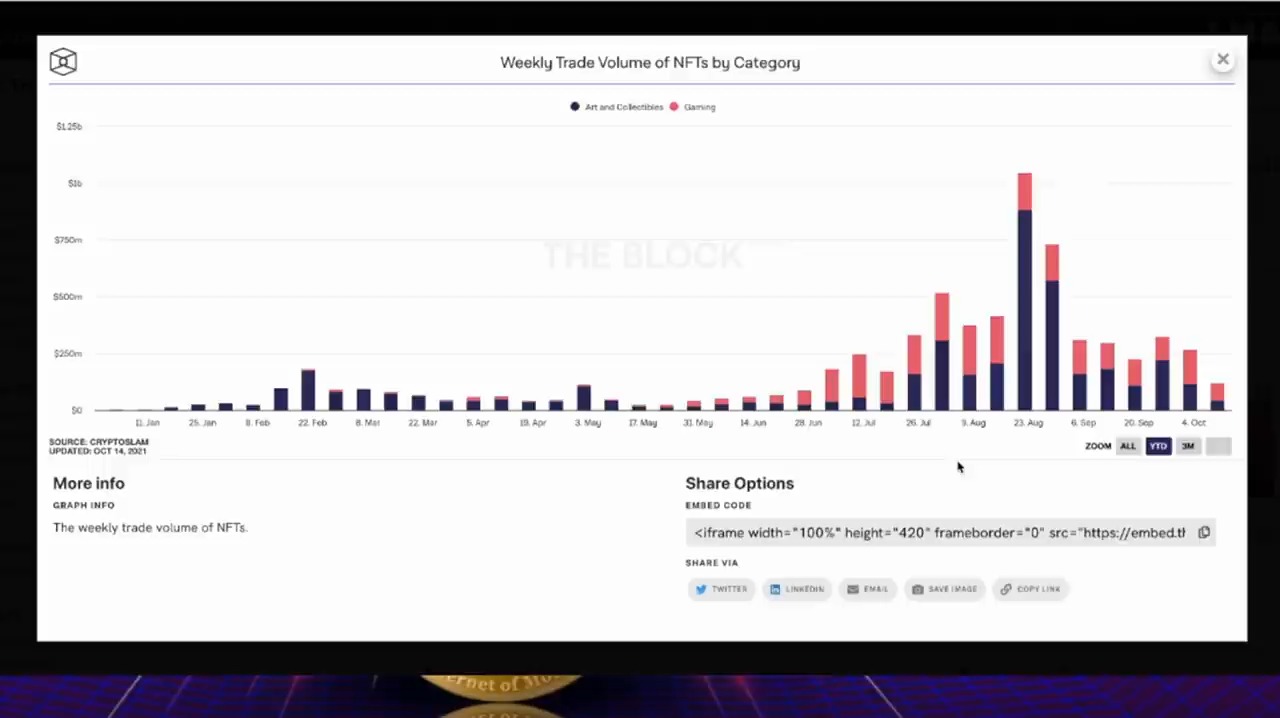 Weekly Trade Volume of NFTs by Category
Art and Collectibles Gaming
$1.25b
$1b
$750m
$500m
$250m
$0
THE BLOCK
11. Jan 25. Jan 8. Feb 22. Feb 8. Mar 22. Mar 5. Apr 19. Apr 3. May 17. May 31. May 14. Jun 28. Jun 12. Jul 26. Jul 9. Aug 23. Aug 6. Sep 20. Sep 4. Oct
SOURCE: CRYPTOSLAM
UPDATED: OCT 14, 2021
ZOOM ALL YTD 3M
More info
GRAPH INFO
The weekly trade volume of NFTs.
Share Options
EMBED CODE
<iframe width="100%" height="420" frameborder="0" src="https://embed.th
SHARE VIA
TWITTER LINKEDIN EMAIL SAVE IMAGE COPY LINK